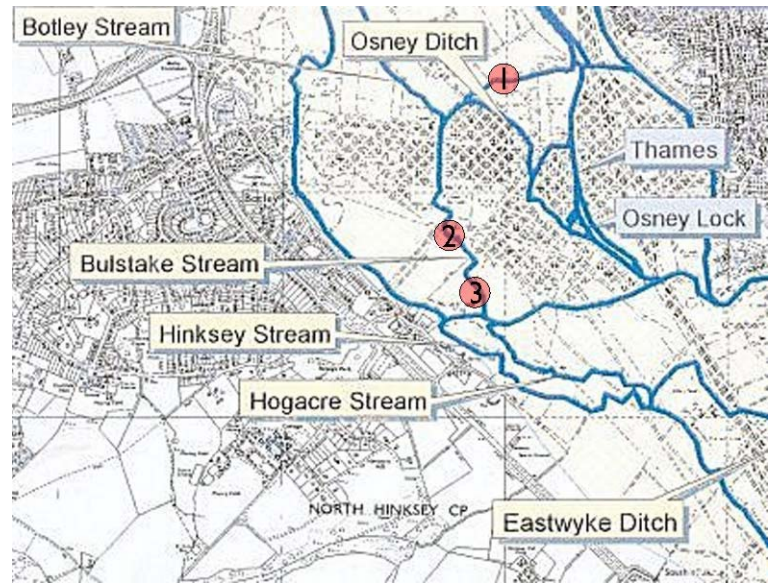 Botley Stream
Osney Ditch
1
Thames
Osney Lock
2
Bulstake Stream
3
Hinksey Stream
Hogacre Stream
NORTH HINKSEY CP
Eastwyke Ditch